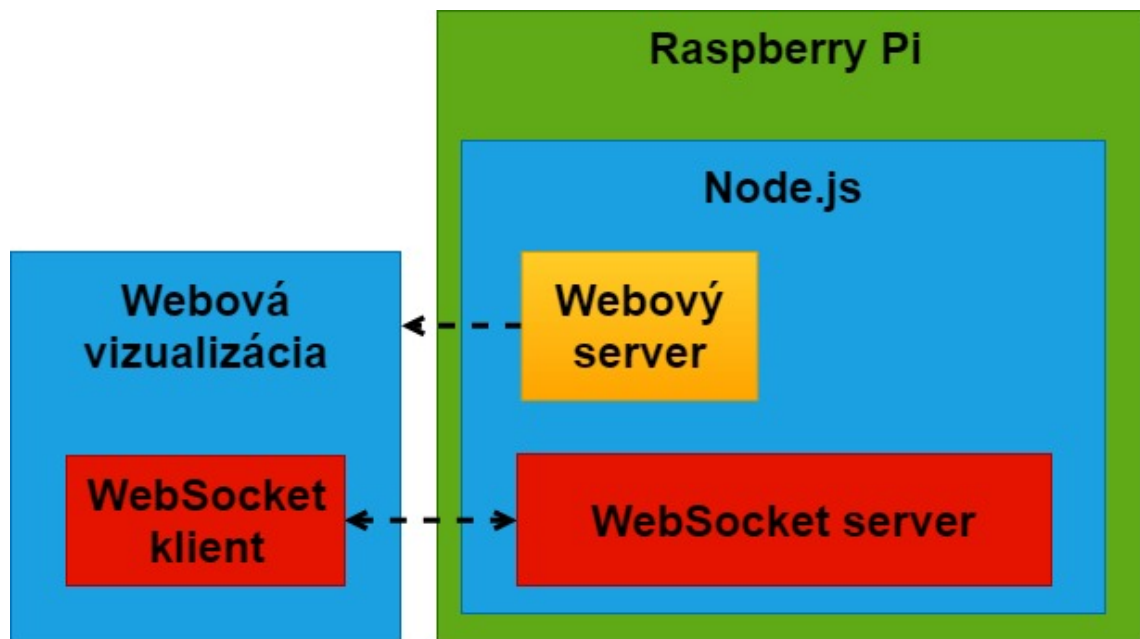 Raspberry Pi
Node.js
Webová
vizualizácia
Webový
server
WebSocket
klient
WebSocket server